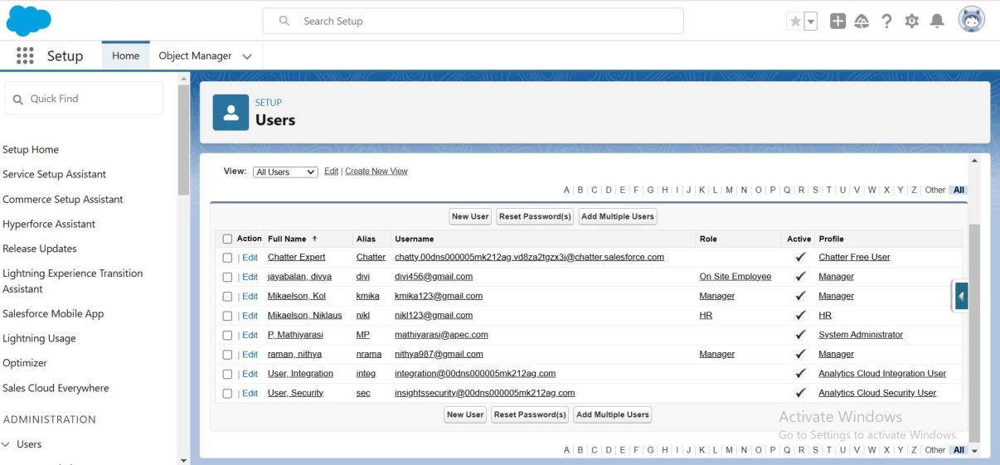 Search Setup
Setup Home Object Manager
Quick Find
Setup Home
Service Setup Assistant
Commerce Setup Assistant
Hyperforce Assistant
Release Updates
Lightning Experience Transition
Assistant
Salesforce Mobile App
Lightning Usage
Optimizer
Sales Cloud Everywhere
ADMINISTRATION
Users
SETUP
Users
View: All Users Edit | Create New View
A | B | C | D | E | F | G | H | I | J | K | L | M | N | O | P | Q | R | S | T | U | V | W | X | Y | Z | Other All
New User Reset Password(s) Add Multiple Users
Action Full Name ↑ Alias Username Role Active Profile
| Edit Chatter Expert Chatter chatty.00dns000005mk212ag.vd8za2tgzx3i@chatter.salesforce.com Chatter Free User
| Edit jayabalan, divya divi divi456@gmail.com On Site Employee Manager
| Edit Mikaelson, Kol kmika kmika123@gmail.com Manager Manager
| Edit Mikaelson, Niklaus nikl nikl123@gmail.com HR HR
| Edit P, Mathiyarasi MP mathiyarasi@apec.com System Administrator
| Edit raman, nithya nrama nithya987@gmail.com Manager Manager
| Edit User, Integration integ integration@00dns000005mk212ag.com Analytics Cloud Integration User
| Edit User, Security sec insightssecurity@00dns000005mk212ag.com Analytics Cloud Security User
New User Reset Password(s) Add Multiple Users
Activate Windows
Go to Settings to activate Windows.
A | B | C | D | E | F | G | H | I | J | K | L | M | N | O | P | Q | R | S | T | U | V | W | X | Y | Z | Other All